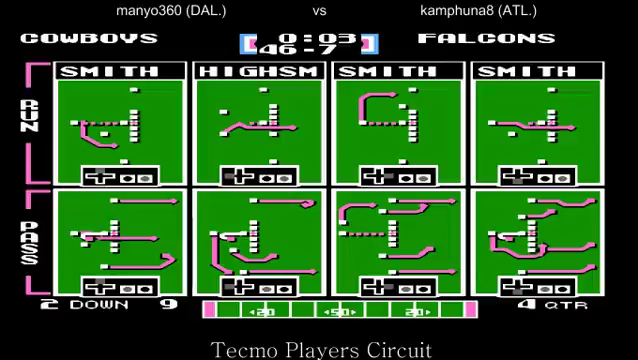 manyo360 (DAL.) vs kamphuna8 (ATL.)
COWBOYS 0:03 FALCONS
46-7
SMITH HIGHSM SMITH SMITH
RUN
PASS
2 DOWN 9 20 50 20 4 QTR
Tecmo Players Circuit